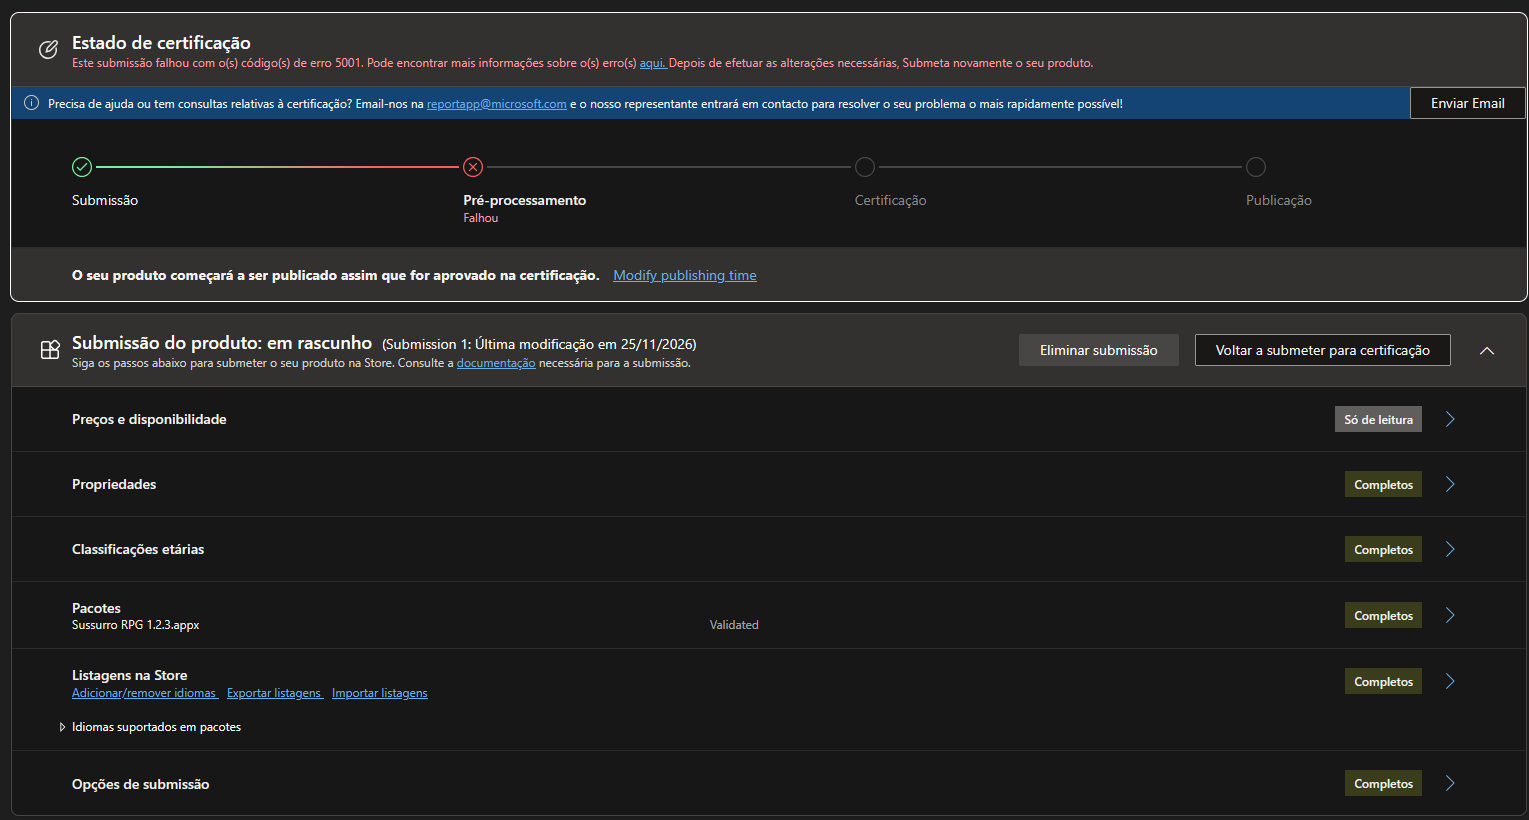 Estado de certificação
Este submissão falhou com o(s) código(s) de erro 5001. Pode encontrar mais informações sobre o(s) erro(s) aqui. Depois de efetuar as alterações necessárias, Submeta novamente o seu produto.
Precisa de ajuda ou tem consultas relativas à certificação? Email-nos na reportapp@microsoft.com e o nosso representante entrará em contacto para resolver o seu problema o mais rapidamente possível!
Enviar Email
Submissão
Pré-processamento
Falhou
Certificação
Publicação
O seu produto começará a ser publicado assim que for aprovado na certificação. Modify publishing time
Submissão do produto: em rascunho (Submission 1: Última modificação em 25/11/2026)
Siga os passos abaixo para submeter o seu produto na Store. Consulte a documentação necessária para a submissão.
Eliminar submissão
Voltar a submeter para certificação
Preços e disponibilidade
Só de leitura
Propriedades
Completos
Classificações etárias
Completos
Pacotes
Sussurro RPG 1.2.3.appx
Validated
Completos
Listagens na Store
Adicionar/remover idiomas Exportar listagens Importar listagens
Completos
Idiomas suportados em pacotes
Opções de submissão
Completos